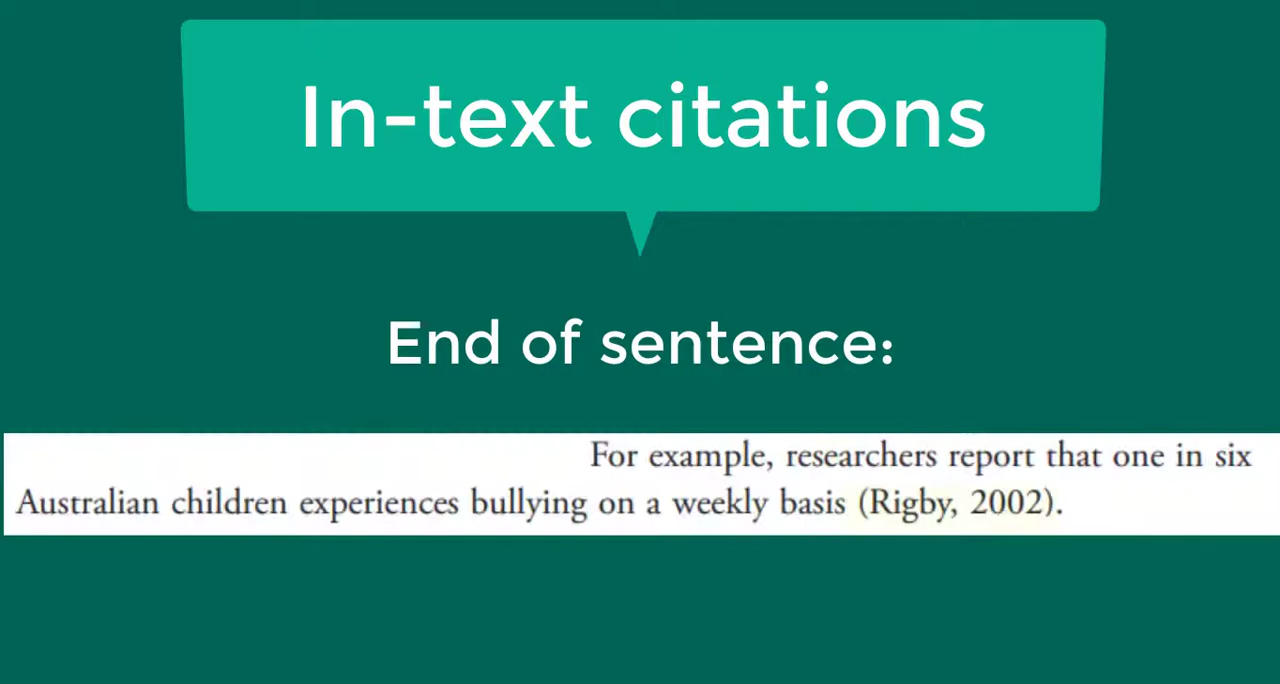 In-text citations
End of sentence:
For example, researchers report that one in six
Australian children experiences bullying on a weekly basis (Rigby, 2002).